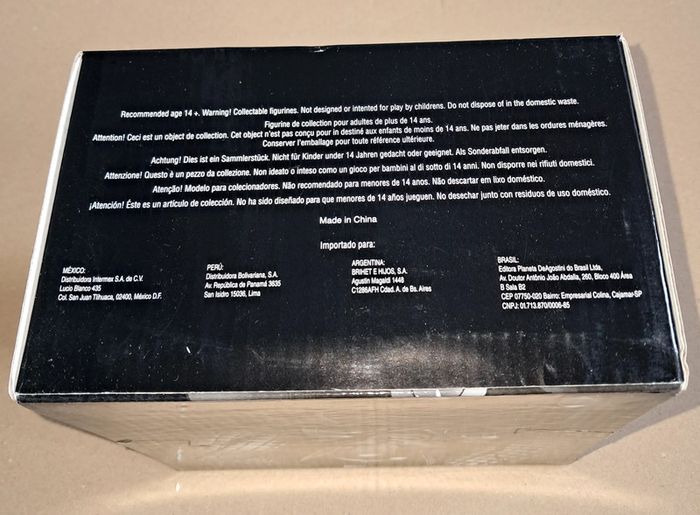 Recommended age 14 +. Warning! Collectable figurines. Not designed or intented for play by childrens. Do not dispose of in the domestic waste.
Figurine de collection pour adultes de plus de 14 ans.
Attention! Ceci est un object de collection. Cet object n'est pas conçu pour in destiné aux enfants de moins de 14 ans. Ne pas jeter dans les ordures ménagères.
Conserver l'emballage pour toute référence ultérieure.
Achtung! Dies ist ein Sammlerstück. Nicht für Kinder under 14 Jahren gedacht oder geeignet. Als Sonderabfall entsorgen.
Attenzione! Questo è un pezzo da collezione. Non ideato o inteso como un gioco per bambini al di sotto di 14 anni. Non disporre nei rifiuti domestici.
Atenção! Modelo para colecionadores. Não recomendado para menores de 14 anos. Não descartar em lixo doméstico.
¡Atención! Éste es un artículo de colección. No ha sido diseñado para que menores de 14 años jueguen. No desechar junto con residuos de uso doméstico.
Made in China
Importado para:
MÉXICO:
Distribuidora Intermex S.A. de C.V.
Lucio Blanco 435
Col. San Juan Tlihuaca, 02400, México D.F.
PERÚ:
Distribuidora Bolivariana, S.A.
Av. República de Panamá 3635
San Isidro 15036, Lima
ARGENTINA:
BRIHET E HIJOS, S.A.
Agustín Magaldi 1448
C1286AFH Cdad. A. de Bs. Aires
BRASIL:
Editora Planeta DeAgostini do Brasil Ltda,
Av. Doutor Antônio João Abdalla, 260, Bloco 400 Área
B Sala B2
CEP 07750-020 Bairro: Empresarial Colina, Cajamar-SP
CNPJ: 01.713.870/0006-65